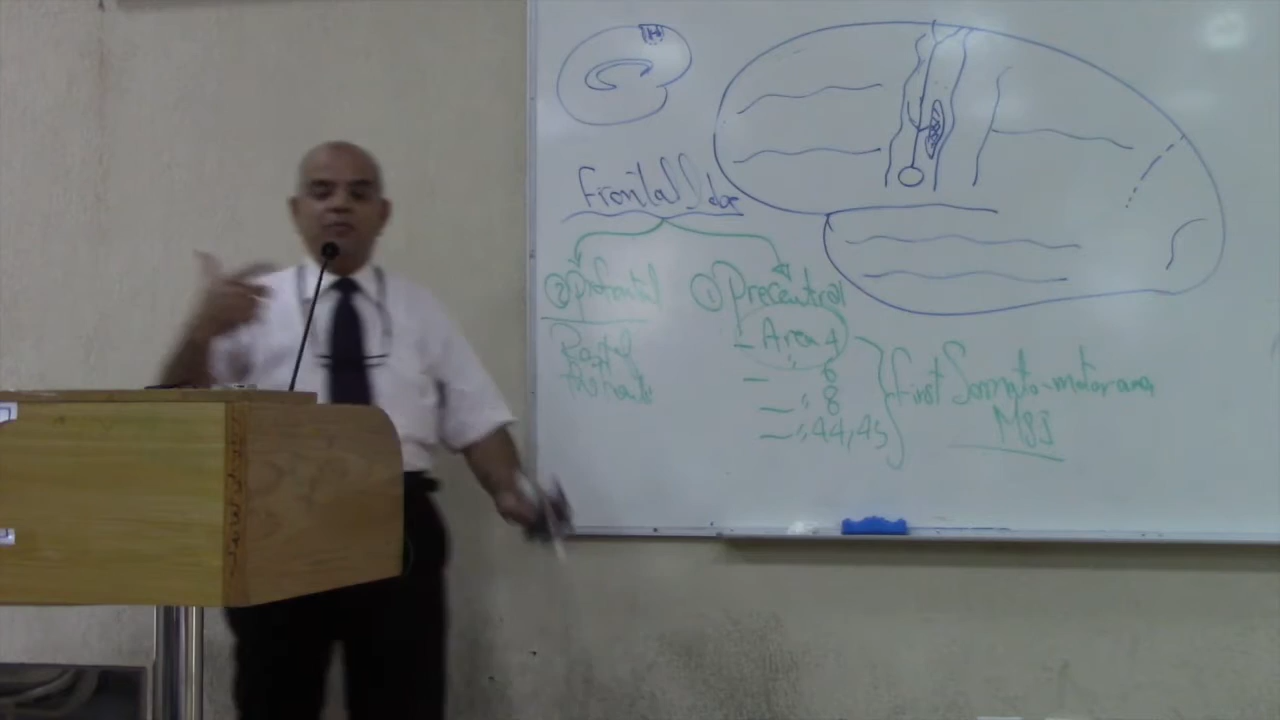 Frontal Lobe
② Prefrontal
① Precentral
- Area 4
- " 6
- " 8
- " 44,45
First Somato-motor area
MSI